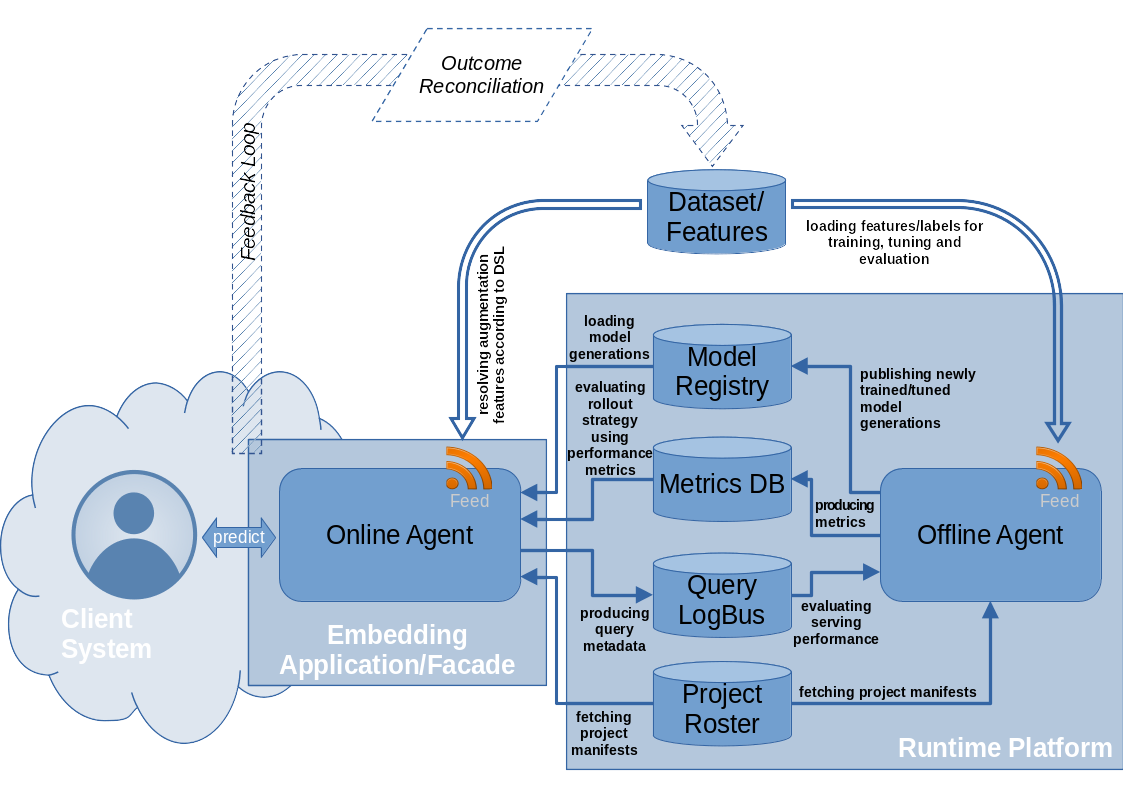 Outcome
Reconciliation
Feedback Loop
Dataset/
Features
resolving augmentation
features according to DSL
loading features/labels for
training, tuning and
evaluation
loading
model
generations
Model
Registry
publishing newly
trained/tuned
model
generations
evaluating
rollout
strategy
using
performance
metrics
Metrics DB
producing
metrics
Feed
Online Agent
predict
Client
System
Embedding
Application/Facade
Feed
Offline Agent
Query
LogBus
producing
query
metadata
evaluating
serving
performance
Project
Roster
fetching project manifests
fetching
project
manifests
Runtime Platform